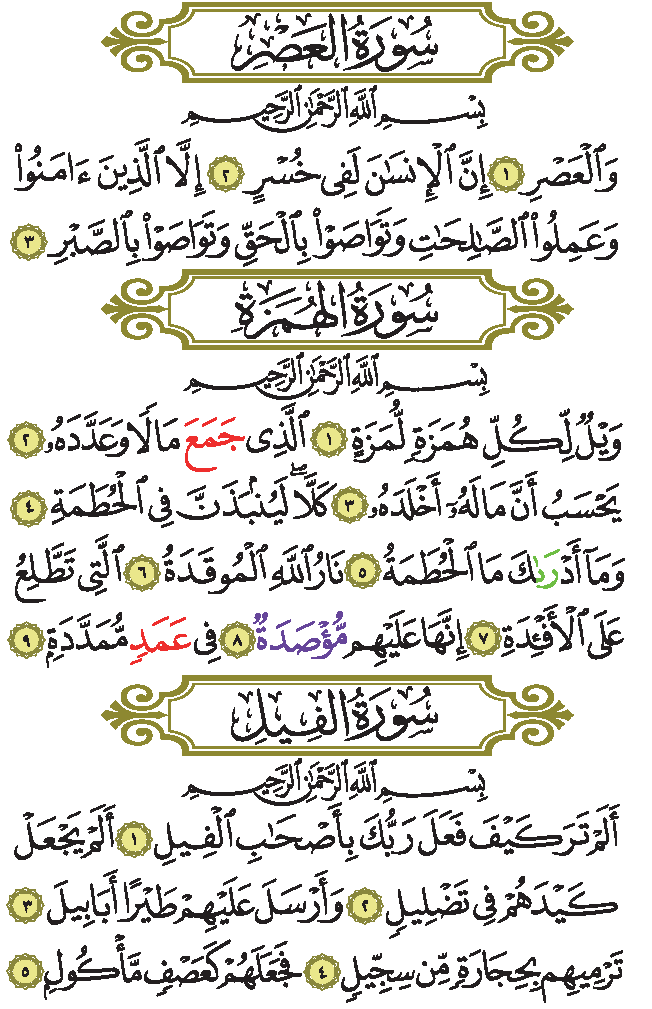 سُورَةُ العَصْرِ
بِسْمِ ٱللَّهِ ٱلرَّحْمَٰنِ ٱلرَّحِيمِ
وَٱلْعَصْرِ ١ إِنَّ ٱلْإِنسَٰنَ لَفِى خُسْرٍ ٢ إِلَّا ٱلَّذِينَ ءَامَنُوا۟
وَعَمِلُوا۟ ٱلصَّٰلِحَٰتِ وَتَوَاصَوْا۟ بِٱلْحَقِّ وَتَوَاصَوْا۟ بِٱلصَّبْرِ ٣
سُورَةُ الهُمَزَةِ
بِسْمِ ٱللَّهِ ٱلرَّحْمَٰنِ ٱلرَّحِيمِ
وَيْلٌ لِّكُلِّ هُمَزَةٍ لُّمَزَةٍ ١ ٱلَّذِى جَمَعَ مَالًا وَعَدَّدَهُۥ ٢
يَحْسَبُ أَنَّ مَالَهُۥٓ أَخْلَدَهُۥ ٣ كَلَّا ۖ لَيُنۢبَذَنَّ فِى ٱلْحُطَمَةِ ٤
وَمَآ أَدْرَىٰكَ مَا ٱلْحُطَمَةُ ٥ نَارُ ٱللَّهِ ٱلْمُوقَدَةُ ٦ ٱلَّتِى تَطَّلِعُ
عَلَى ٱلْأَفْـِٔدَةِ ٧ إِنَّهَا عَلَيْهِم مُّؤْصَدَةٌ ٨ فِى عَمَدٍ مُّمَدَّدَةٍۭ ٩
سُورَةُ الفِيلِ
بِسْمِ ٱللَّهِ ٱلرَّحْمَٰنِ ٱلرَّحِيمِ
أَلَمْ تَرَ كَيْفَ فَعَلَ رَبُّكَ بِأَصْحَٰبِ ٱلْفِيلِ ١ أَلَمْ يَجْعَلْ
كَيْدَهُمْ فِى تَضْلِيلٍ ٢ وَأَرْسَلَ عَلَيْهِمْ طَيْرًا أَبَابِيلَ ٣
تَرْمِيهِم بِحِجَارَةٍ مِّن سِجِّيلٍ ٤ فَجَعَلَهُمْ كَعَصْفٍ مَّأْكُولٍۭ ٥